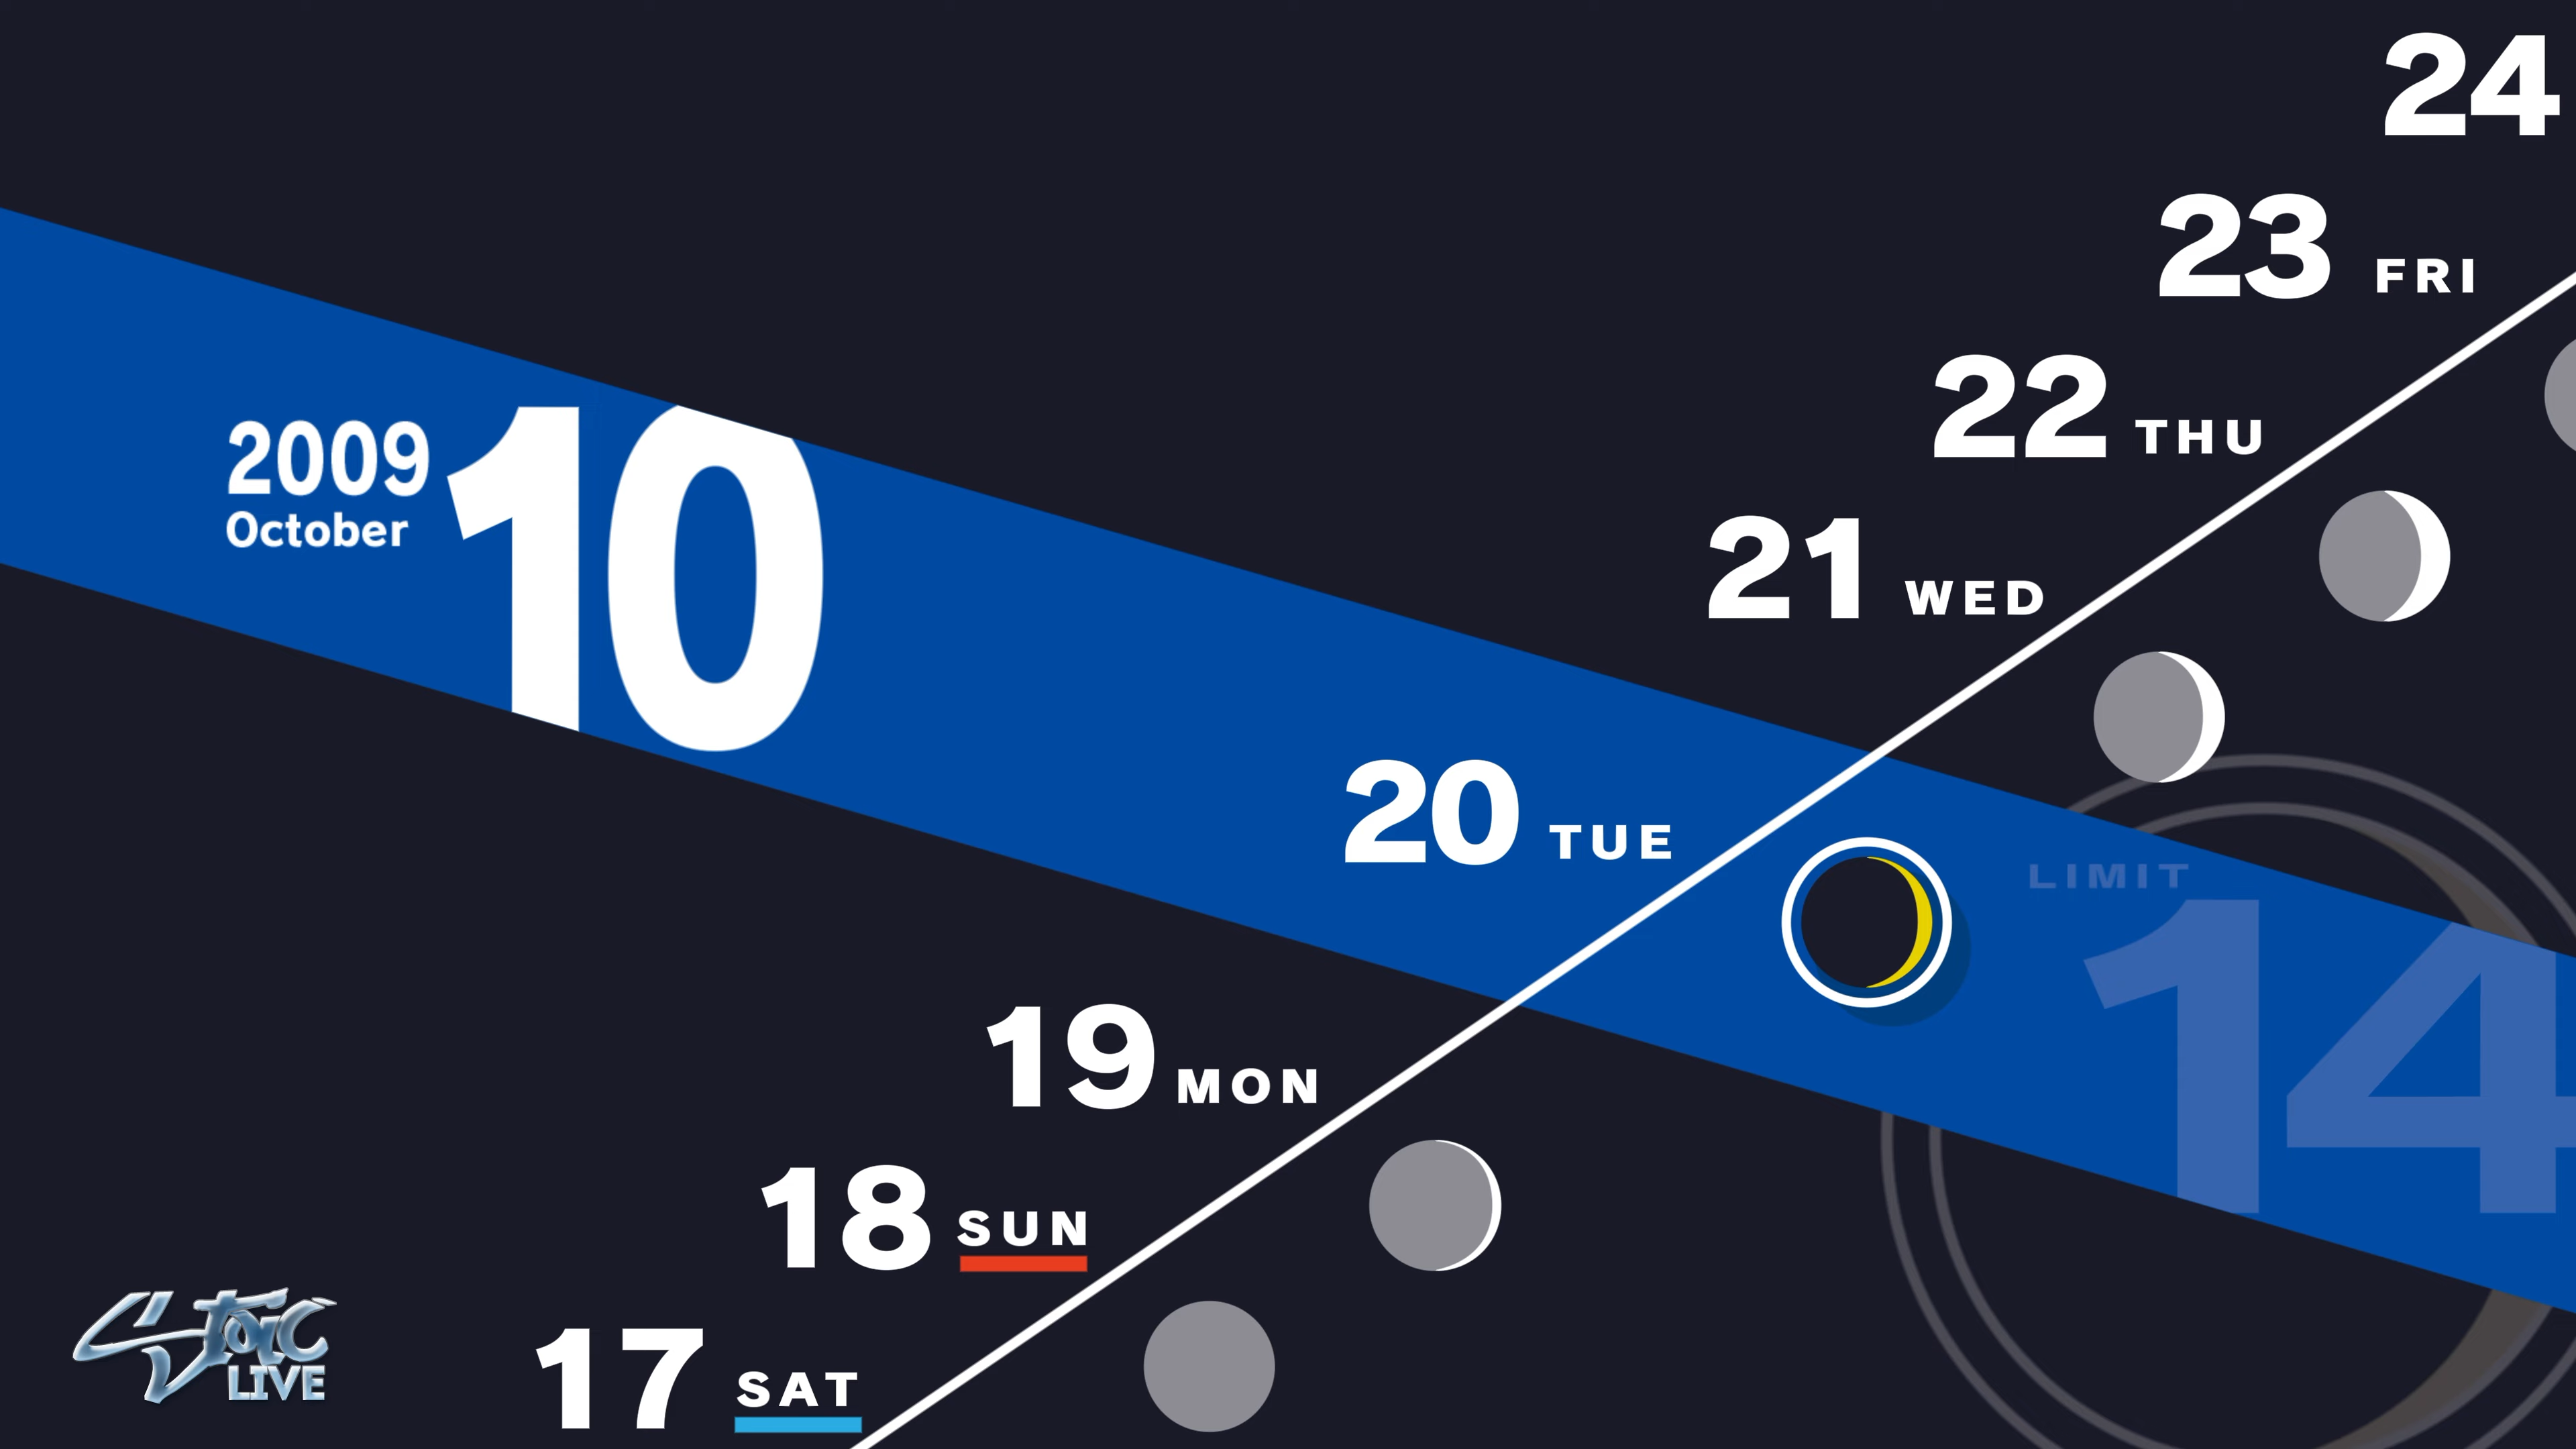 24
23 FRI
22 THU
21 WED
2009
October
10
20 TUE
LIMIT
14
19 MON
18 SUN
17 SAT
LIVE